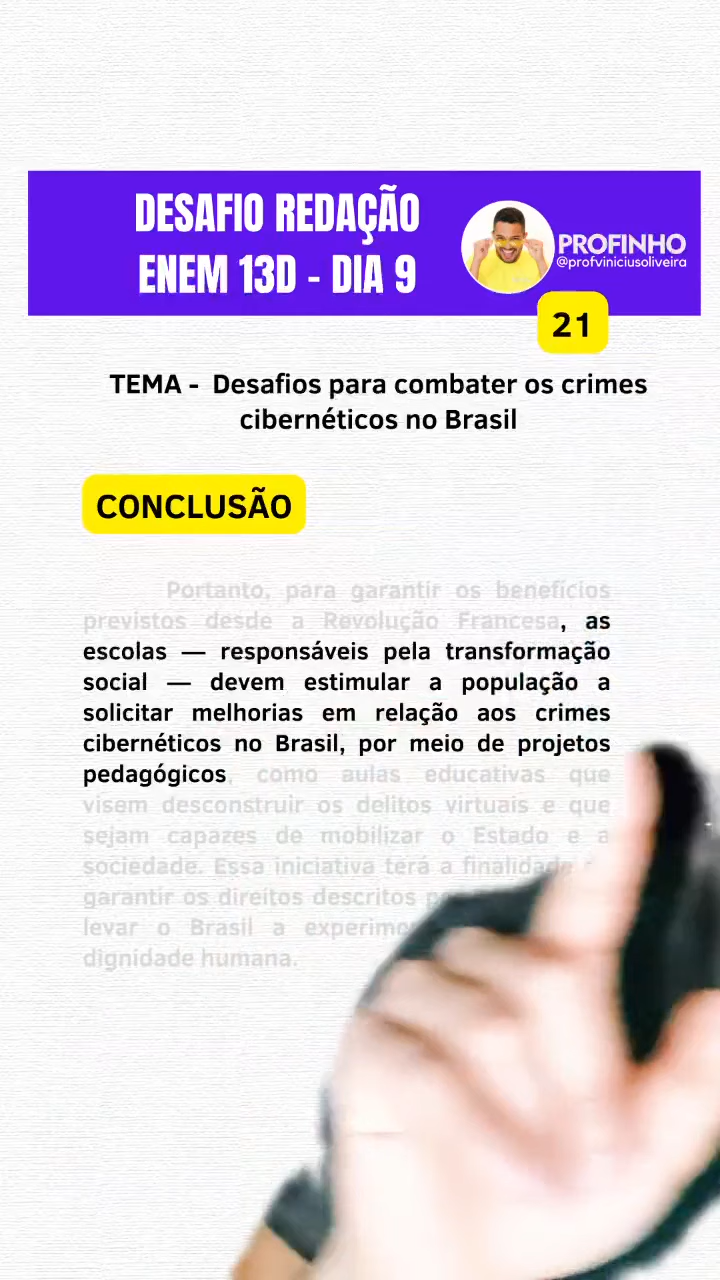 DESAFIO REDAÇÃO
ENEM 13D - DIA 9
PROFINHO
@profviniciusoliveira
21
TEMA - Desafios para combater os crimes
cibernéticos no Brasil
CONCLUSÃO
Portanto, para garantir os benefícios
previstos desde a Revolução Francesa, as
escolas — responsáveis pela transformação
social — devem estimular a população a
solicitar melhorias em relação aos crimes
cibernéticos no Brasil, por meio de projetos
pedagógicos, como aulas educativas que
visem desconstruir os delitos virtuais e que
sejam capazes de mobilizar o Estado e a
sociedade. Essa iniciativa terá a finalidade
garantir os direitos descritos
levar o Brasil a
dignidade humana.